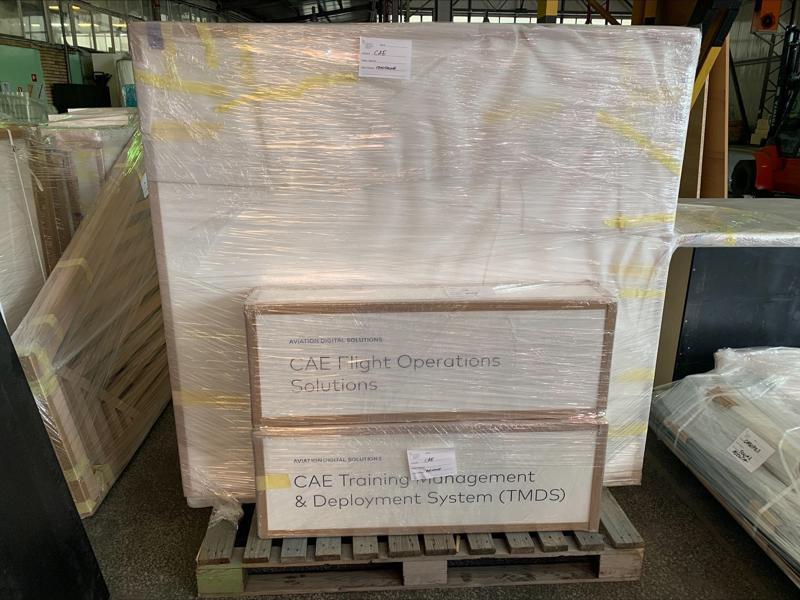 CAE
AVIATION DIGITAL SOLUTIONS
CAE Flight Operations
Solutions
AVIATION DIGITAL SOLUTIONS
CAE
CAE Training Management
& Deployment System (TMDS)